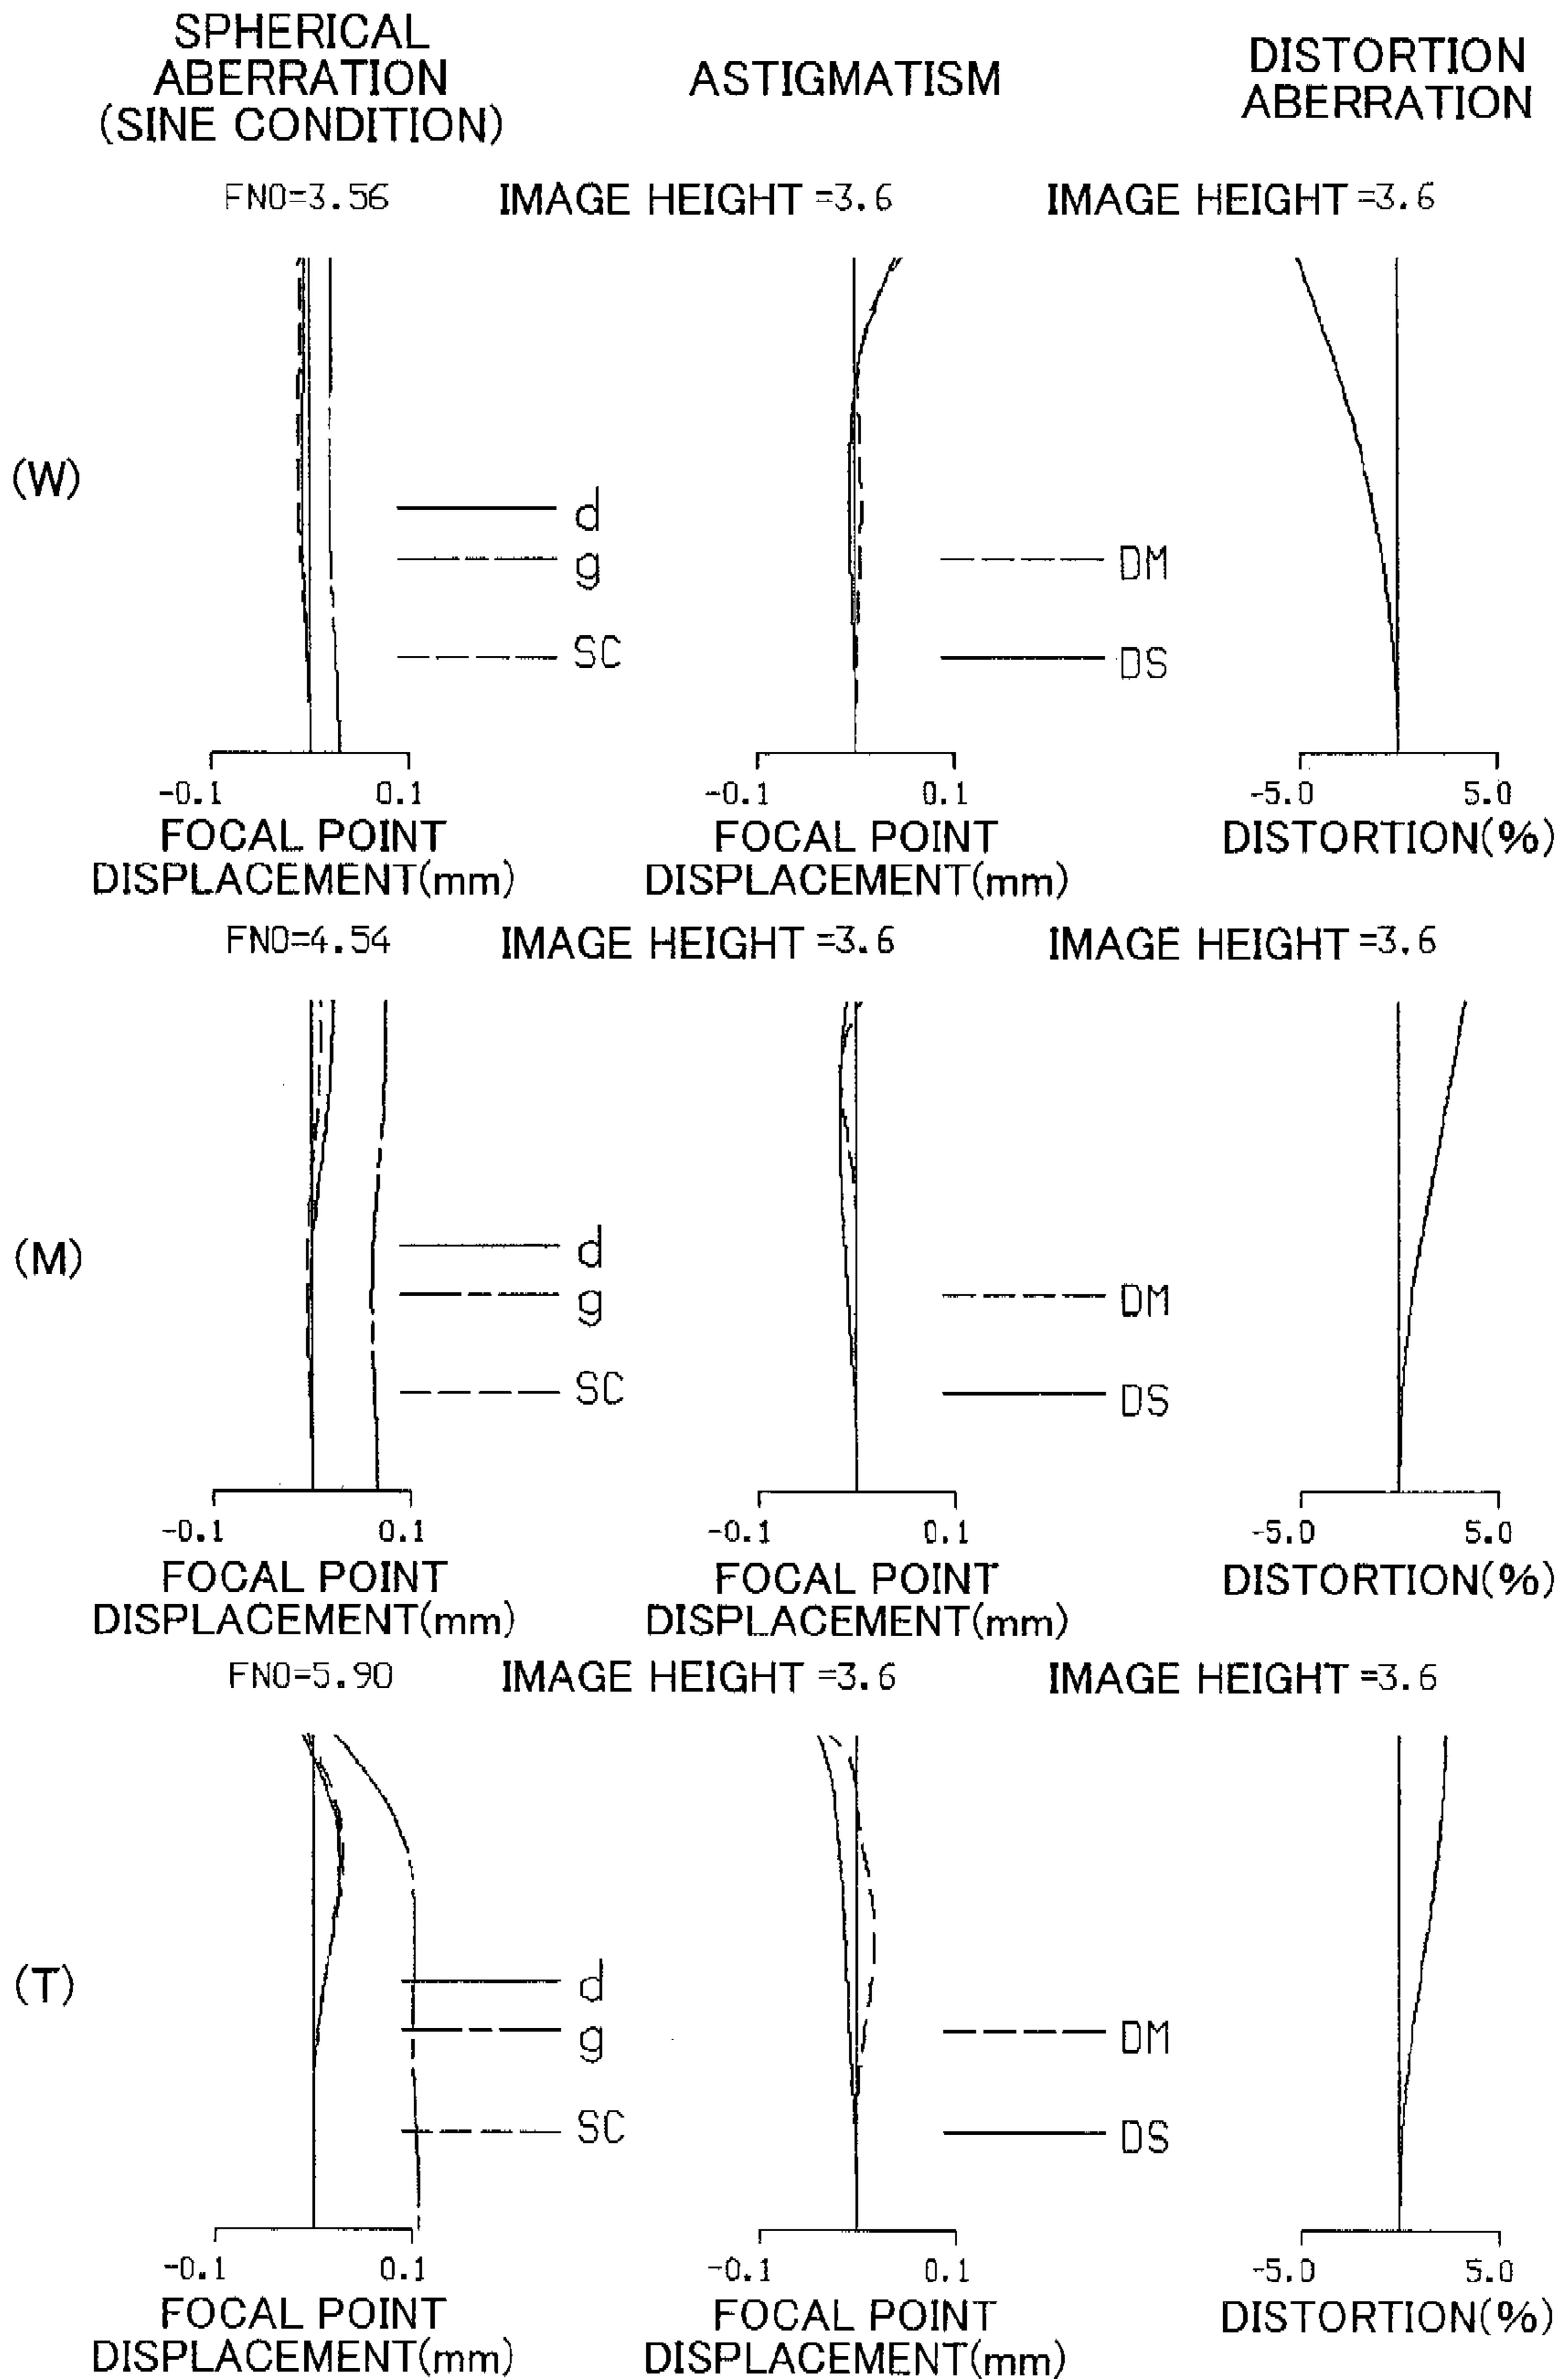 SPHERICAL
ABERRATION
(SINE CONDITION)
ASTIGMATISM
DISTORTION
ABERRATION
FNO=3.56
IMAGE HEIGHT =3.6
IMAGE HEIGHT =3.6
(W)
d
g
SC
DM
DS
-0.1 0.1
FOCAL POINT
DISPLACEMENT(mm)
-0.1 0.1
FOCAL POINT
DISPLACEMENT(mm)
-5.0 5.0
DISTORTION(%)
FNO=4.54
IMAGE HEIGHT =3.6
IMAGE HEIGHT =3.6
(M)
d
g
SC
DM
DS
-0.1 0.1
FOCAL POINT
DISPLACEMENT(mm)
-0.1 0.1
FOCAL POINT
DISPLACEMENT(mm)
-5.0 5.0
DISTORTION(%)
FNO=5.90
IMAGE HEIGHT =3.6
IMAGE HEIGHT =3.6
(T)
d
g
SC
DM
DS
-0.1 0.1
FOCAL POINT
DISPLACEMENT(mm)
-0.1 0.1
FOCAL POINT
DISPLACEMENT(mm)
-5.0 5.0
DISTORTION(%)